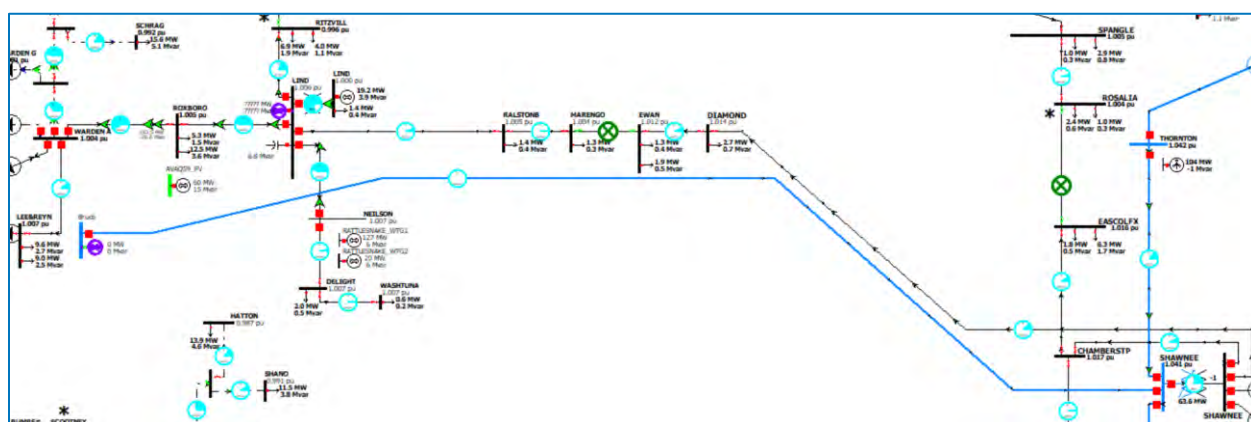 SCHRAG
0.992 pu
15.6 MW
5.1 Mvar
RITZVILL
0.996 pu
6.9 MW
1.9 Mvar
4.0 MW
1.1 Mvar
1.1 Mvar
SPANGLE
1.005 pu
1.0 MW
0.3 Mvar
2.9 MW
0.8 Mvar
LIND
1.006 pu
LIND
1.000 pu
19.2 MW
3.9 Mvar
1.4 MW
0.4 Mvar
????? MW
ROXBORO
1.005 pu
5.3 MW
1.5 Mvar
12.5 MW
3.6 Mvar
WARDEN A
1.004 pu
RALSTONB
1.005 pu
1.4 MW
0.4 Mvar
MARENGO
1.004 pu
1.3 MW
0.3 Mvar
EWAN
1.012 pu
1.3 MW
0.4 Mvar
1.9 MW
0.5 Mvar
DIAMOND
1.014 pu
2.7 MW
0.7 Mvar
ROSALIA
1.004 pu
2.4 MW
0.6 Mvar
1.0 MW
0.3 Mvar
THORNTON
1.042 pu
104 MW
-1 Mvar
60 MW
15 Mvar
LEE&REYN
1.007 pu
9.6 MW
2.7 Mvar
9.0 MW
2.5 Mvar
0 MW
0 Mvar
NEILSON
1.007 pu
RATTLESNAKE_WTG1
127 MW
6 Mvar
RATTLESNAKE_WTG2
20 MW
6 Mvar
DELIGHT
1.007 pu
2.0 MW
0.5 Mvar
WASHTUNA
1.007 pu
0.6 MW
0.2 Mvar
EASCOLFX
1.016 pu
1.8 MW
0.5 Mvar
6.3 MW
1.7 Mvar
HATTON
0.987 pu
13.9 MW
4.6 Mvar
SHANO
0.991 pu
11.5 MW
3.8 Mvar
CHAMBERSTP
1.017 pu
SHAWNEE
1.041 pu
-1
63.6 MW
SHAWNEE